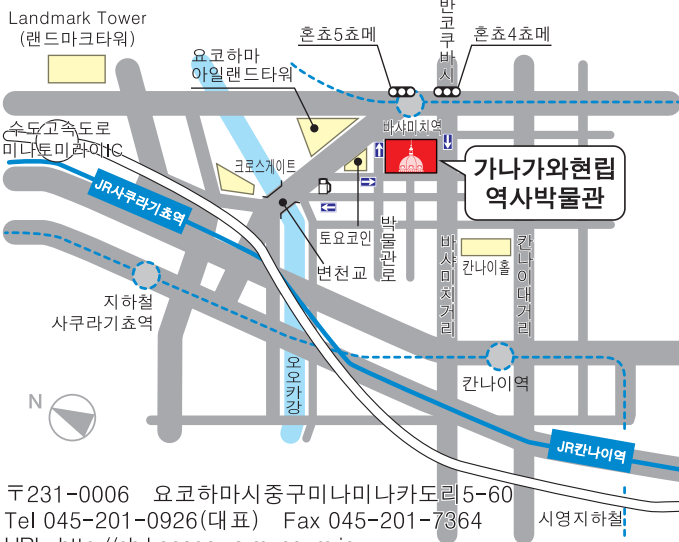 Landmark Tower
(랜드마크타워)
반코쿠바시
혼쵸5쵸메
혼쵸4쵸메
요코하마
아일랜드타워
수도고속도로
미나토미라이IC
바샤미치역
크로스게이트
가나가와현립
역사박물관
JR사쿠라기쵸역
토요코인
박물관로
변천교
바샤미치거리
칸나이홀
칸나이대거리
지하철
사쿠라기쵸역
오오카강
칸나이역
N
JR칸나이역
〒231-0006 요코하마시중구미나미나카도리5-60
Tel 045-201-0926(대표) Fax 045-201-7364
시영지하철